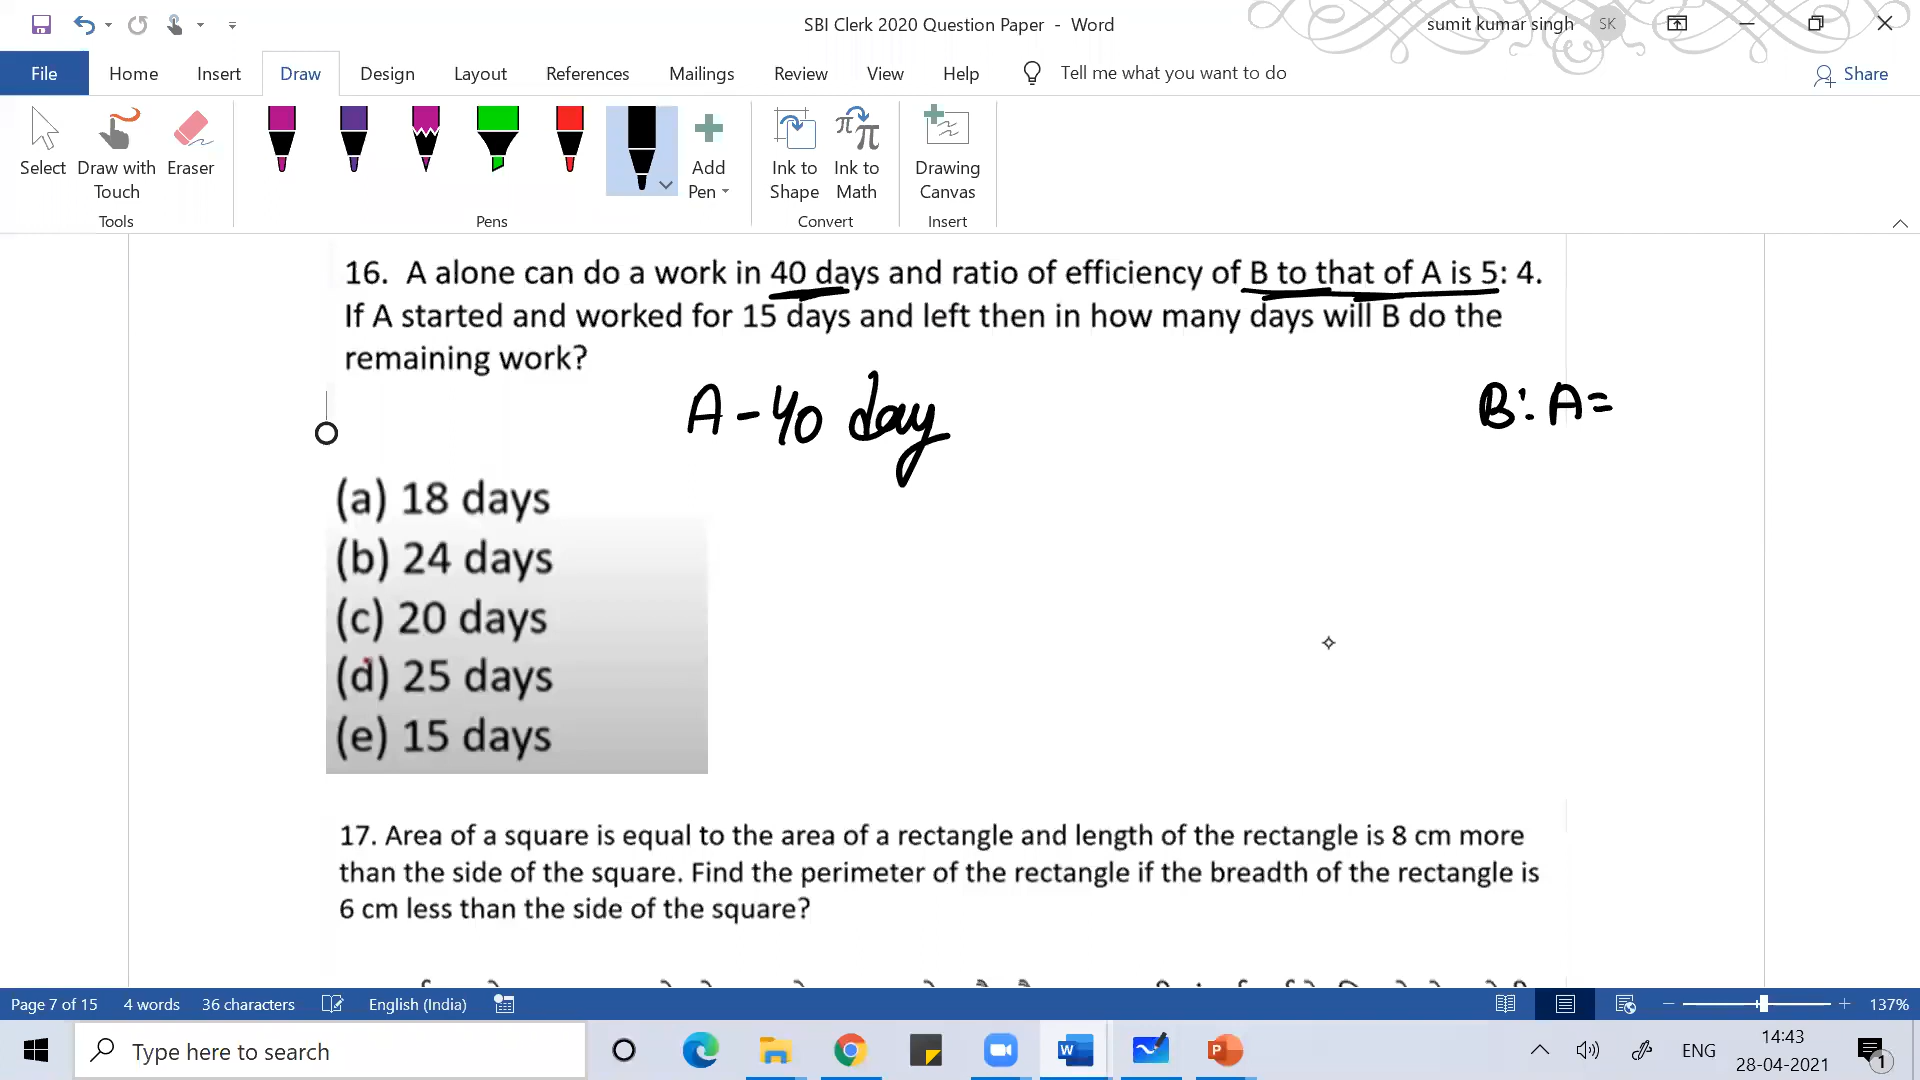 SBI Clerk 2020 Question Paper - Word
sumit kumar singh SK
File Home Insert Draw Design Layout References Mailings Review View Help Tell me what you want to do Share
Select Draw with Touch Eraser
Add Pen
Ink to Shape Ink to Math
Drawing Canvas
Tools Pens Convert Insert
16. A alone can do a work in 40 days and ratio of efficiency of B to that of A is 5: 4.
If A started and worked for 15 days and left then in how many days will B do the
remaining work?
A - 40 day
B : A =
(a) 18 days
(b) 24 days
(c) 20 days
(d) 25 days
(e) 15 days
17. Area of a square is equal to the area of a rectangle and length of the rectangle is 8 cm more
than the side of the square. Find the perimeter of the rectangle if the breadth of the rectangle is
6 cm less than the side of the square?
Page 7 of 15 4 words 36 characters English (India) 137%
Type here to search
ENG
14:43
28-04-2021
1